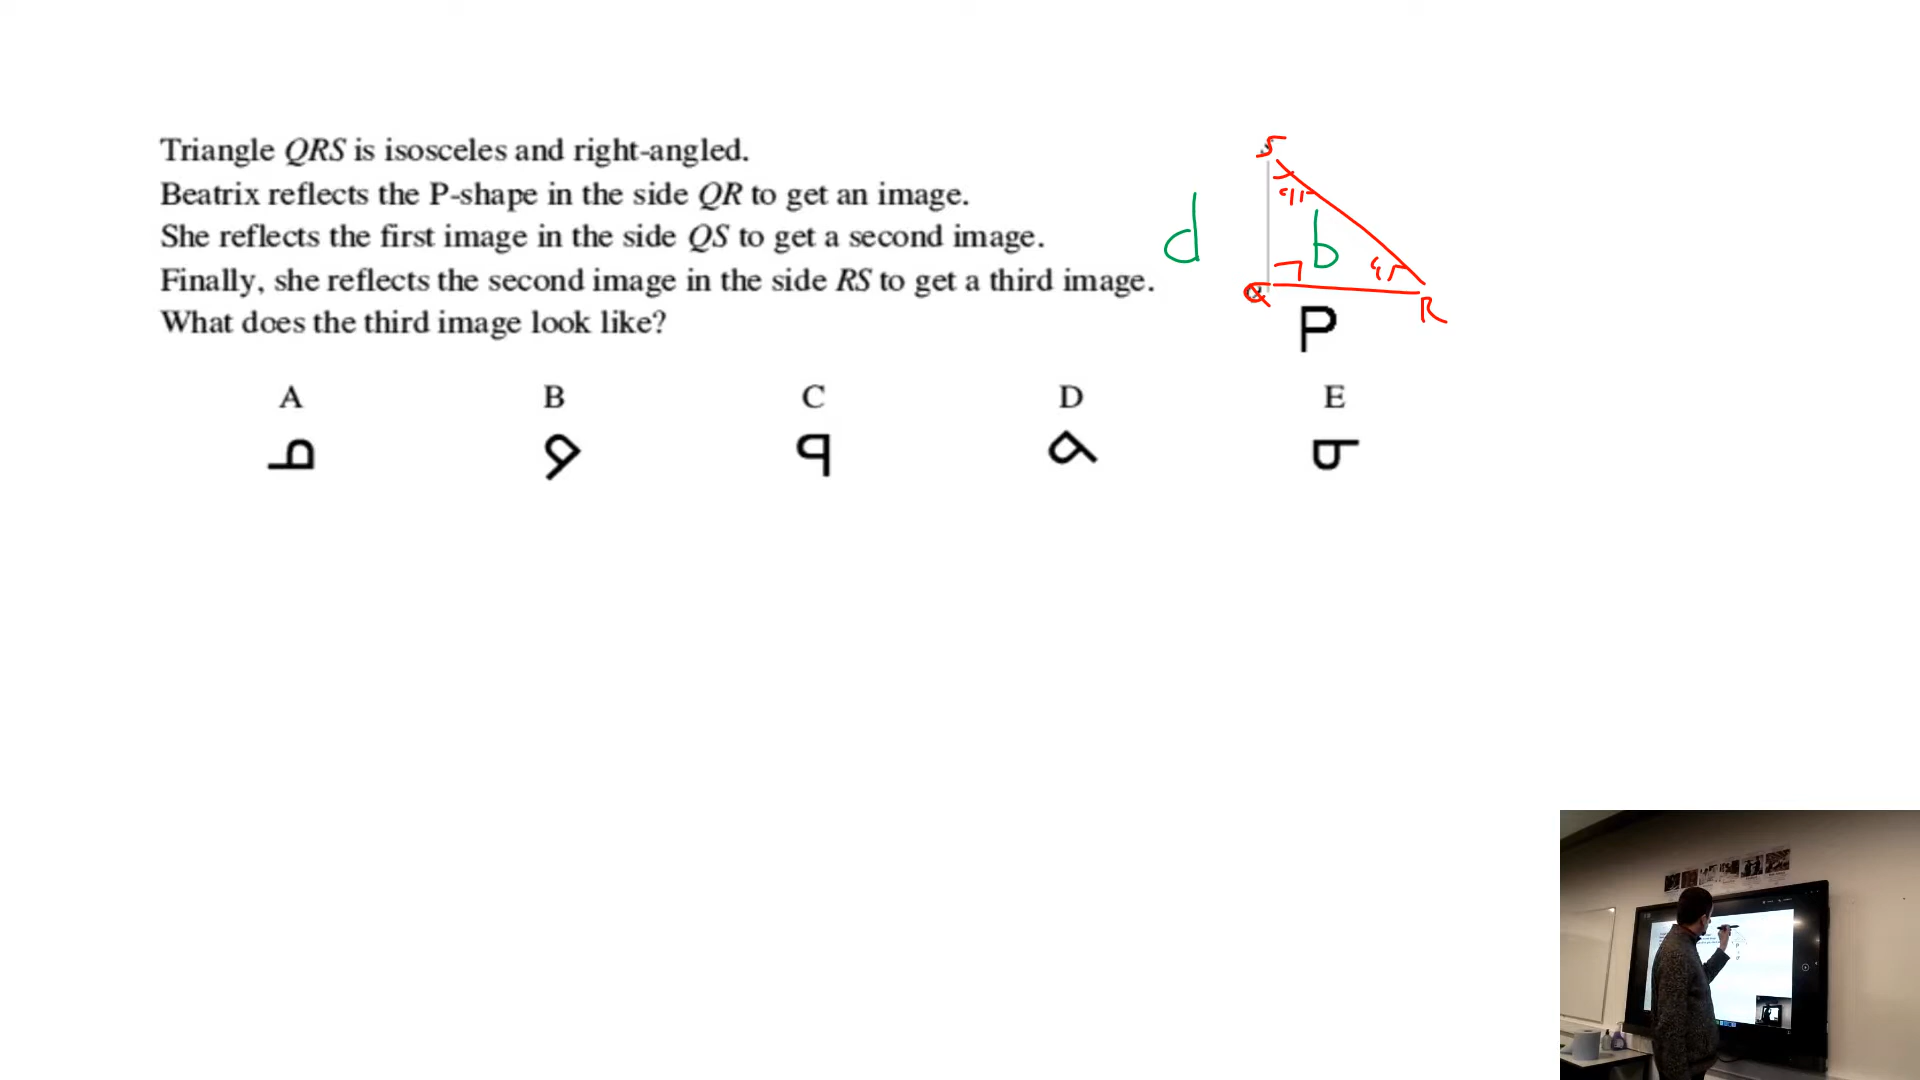 Triangle QRS is isosceles and right-angled.
Beatrix reflects the P-shape in the side QR to get an image.
She reflects the first image in the side QS to get a second image.
Finally, she reflects the second image in the side RS to get a third image.
What does the third image look like?
S
45
d
b
45
Q
R
P
A B C D E